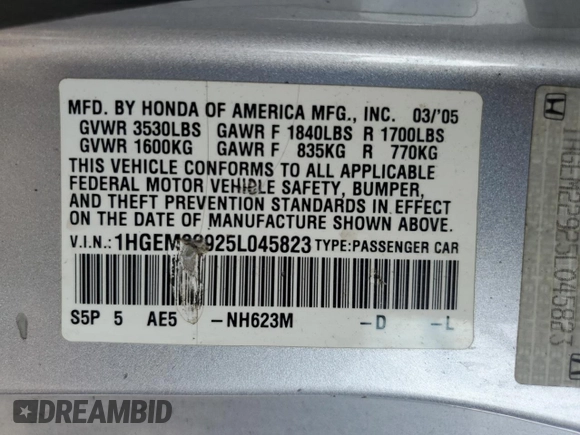 MFD. BY HONDA OF AMERICA MFG., INC. 03/'05
GVWR 3530LBS GAWR F 1840LBS R 1700LBS
GVWR 1600KG GAWR F 835KG R 770KG
THIS VEHICLE CONFORMS TO ALL APPLICABLE
FEDERAL MOTOR VEHICLE SAFETY, BUMPER,
AND THEFT PREVENTION STANDARDS IN EFFECT
ON THE DATE OF MANUFACTURE SHOWN ABOVE.
V.I.N.: 1HGEM22925L045823 TYPE:PASSENGER CAR
S5P 5 AE5 -NH623M -D -L
1HGEM22925L045823
DREAMBID